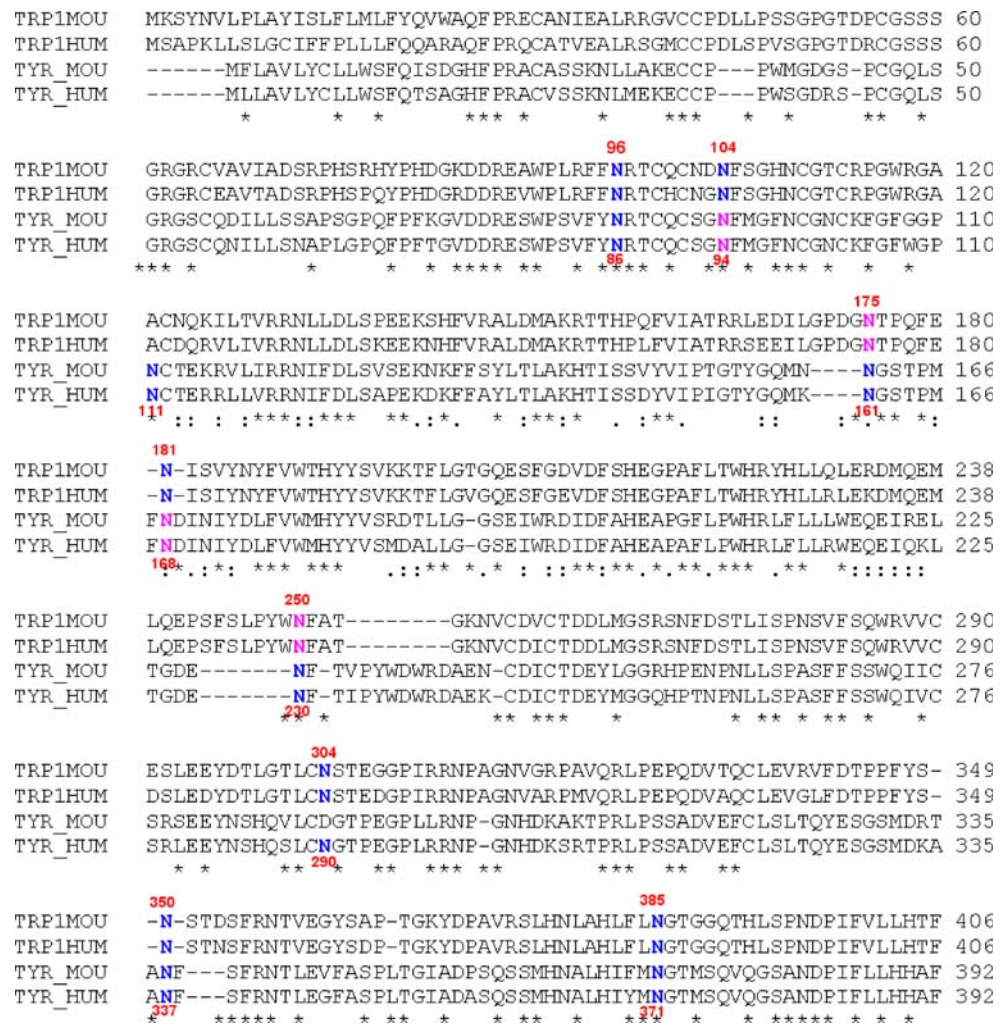 TRP1MOU MKSYNVLPLAYISLFLMLFYQVWAQFPRECANIEALRRGVCCPDLLPSSGPGTDPCGSSS 60
TRP1HUM MSAPKLLSLGCIFFPLLLFQQARAQFPRQCATVEALRSGMCCPDLSPVSGPGTDRCGSSS 60
TYR_MOU ------MFLAVLYCLLWSFQISDGHFPRACASSKNLLAKECCP---PWMGDGS-PCGQLS 50
TYR_HUM ------MLLAVLYCLLWSFQTSAGHFPRACVSSKNLMEKECCP---PWSGDRS-PCGQLS 50
* * * *** * *** * * ** *
96 104
TRP1MOU GRGRCVAVIADSRPHSRHYPHDGKDDREAWPLRFFNRTCQCNDNFSGHNCGTCRPGWRGA 120
TRP1HUM GRGRCEAVTADSRPHSPQYPHDGRDDREVWPLRFFNRTCHCNGNFSGHNCGTCRPGWRGA 120
TYR_MOU GRGSCQDILLSSAPSGPQFPFKGVDDRESWPSVFYNRTCQCSGNFMGFNCGNCKFGFGGP 110
TYR_HUM GRGSCQNILLSNAPLGPQFPFTGVDDRESWPSVFYNRTCQCSGNFMGFNCGNCKFGFWGP 110
*** * * * * **** ** * **** * ** * *** * * *
86 94
175
TRP1MOU ACNQKILTVRRNLLDLSPEEKSHFVRALDMAKRTTHPQFVIATRRLEDILGPDGNTPQFE 180
TRP1HUM ACDQRVLIVRRNLLDLSKEEKNHFVRALDMAKRTTHPLFVIATRRSEEILGPDGNTPQFE 180
TYR_MOU NCTEKRVLIRRNIFDLSVSEKNKFFSYLTLAKHTISSVYVIPTGTYGQMN----NGSTPM 166
TYR_HUM NCTERRLLVRRNIFDLSAPEKDKFFAYLTLAKHTISSDYVIPIGTYGQMK----NGSTPM 166
111 161
* :: : :***::*** **.:*. *.:**:*. :** :: :.** * :
181
TRP1MOU -N-ISVYNYFVWTHYYSVKKTFLGTGQESFGDVDFSHEGPAFLTWHRYHLLQLERDMQEM 238
TRP1HUM -N-ISIYNYFVWTHYYSVKKTFLGVGQESFGEVDFSHEGPAFLTWHRYHLLRLEKDMQEM 238
TYR_MOU FNDINIYDLFVWMHYYVSRDTLLG-GSEIWRDIDFAHEAPGFLPWHRLFLLLWEQEIREL 225
TYR_HUM FNDINIYDLFVWMHYYVSMDALLG-GSEIWRDIDFAHEAPAFLPWHRLFLLRWEQEIQKL 225
168
:*.:*: *** *** .::** *.* :.:**:**.*.**.*** .** *::::::
250
TRP1MOU LQEPSFSLPYWNFAT--------GKNVCDVCTDDLMGSRSNFDSTLISPNSVFSQWRVVC 290
TRP1HUM LQEPSFSLPYWNFAT--------GKNVCDICTDDLMGSRSNFDSTLISPNSVFSQWRVVC 290
TYR_MOU TGDE-------NF-TVPYWDWRDAEN-CDICTDEYLGGRHPENPNLLSPASFFSSWQIIC 276
TYR_HUM TGDE-------NF-TIPYWDWRDAEK-CDICTDEYMGGQHPTNPNLLSPASFFSSWQIVC 276
230
** * ** *** * * ** * ** * *
304
TRP1MOU ESLEEYDTLGTLCNSTEGGPIRRNPAGNVGRPAVQRLPEPQDVTQCLEVRVFDTPPFYS- 349
TRP1HUM DSLEDYDTLGTLCNSTEDGPIRRNPAGNVARPMVQRLPEPQDVAQCLEVGLFDTPPFYS- 349
TYR_MOU SRSEEYNSHQVLCDGTPEGPLLRNP-GNHDKAKTPRLPSSADVEFCLSLTQYESGSMDRT 335
TYR_HUM SRLEEYNSHQSLCNGTPEGPLLRNP-GNHDKSRTPRLPSSADVEFCLSLTQYESGSMDKA 335
290
* * ** * ** *** ** *** ** **
350 385
TRP1MOU -N-STDSFRNTVEGYSAP-TGKYDPAVRSLHNLAHLFLNGTGGQTHLSPNDPIFVLLHTF 406
TRP1HUM -N-STNSFRNTVEGYSDP-TGKYDPAVRSLHNLAHLFLNGTGGQTHLSPNDPIFVLLHTF 406
TYR_MOU ANF---SFRNTLEVFASPLTGIADPSQSSMHNALHIFMNGTMSQVQGSANDPIFLLHHAF 392
TYR_HUM ANF---SFRNTLEGFASPLTGIADASQSSMHNALHIYMNGTMSQVQGSANDPIFLLHHAF 392
337 371
* ***** * * ** * * ** * *** * * ***** * * *